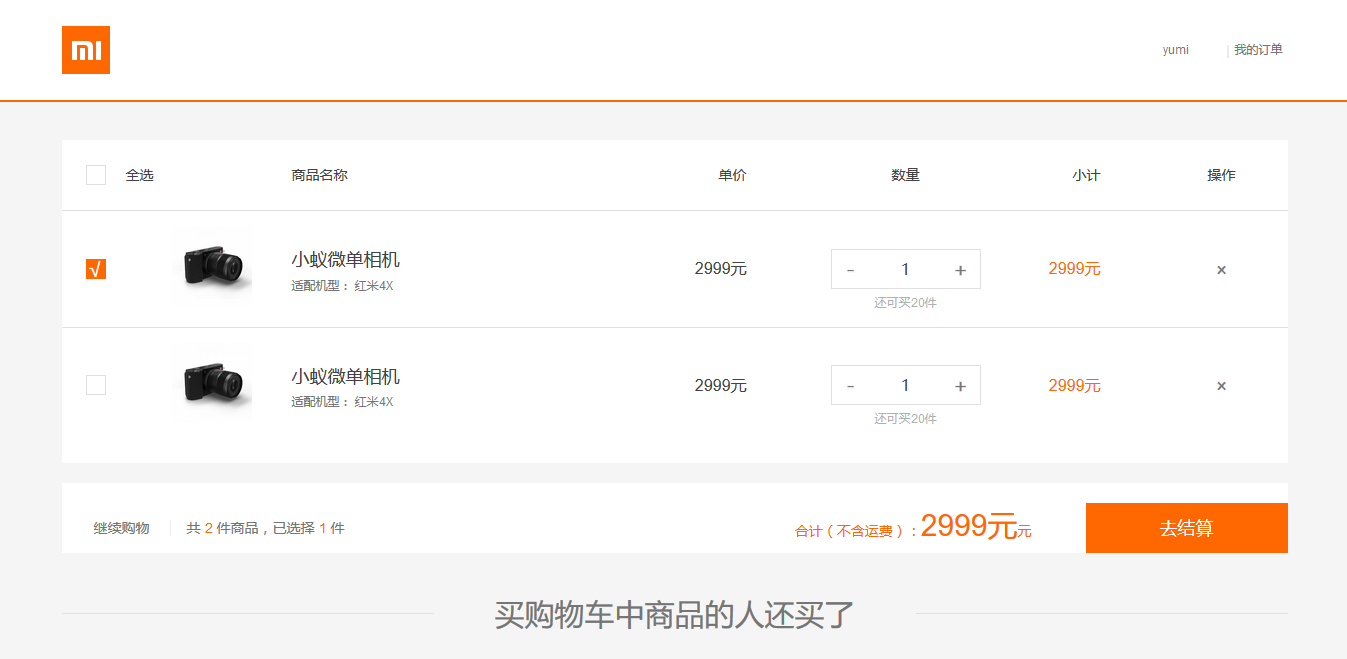 mi
yumi | 我的订单
全选 商品名称 单价 数量 小计 操作
√ 小蚁微单相机 2999元 - 1 + 2999元 ×
适配机型： 红米4X
还可买20件
小蚁微单相机 2999元 - 1 + 2999元 ×
适配机型： 红米4X
还可买20件
继续购物 共 2 件商品，已选择 1 件 合计（不含运费）：2999元元 去结算
买购物车中商品的人还买了